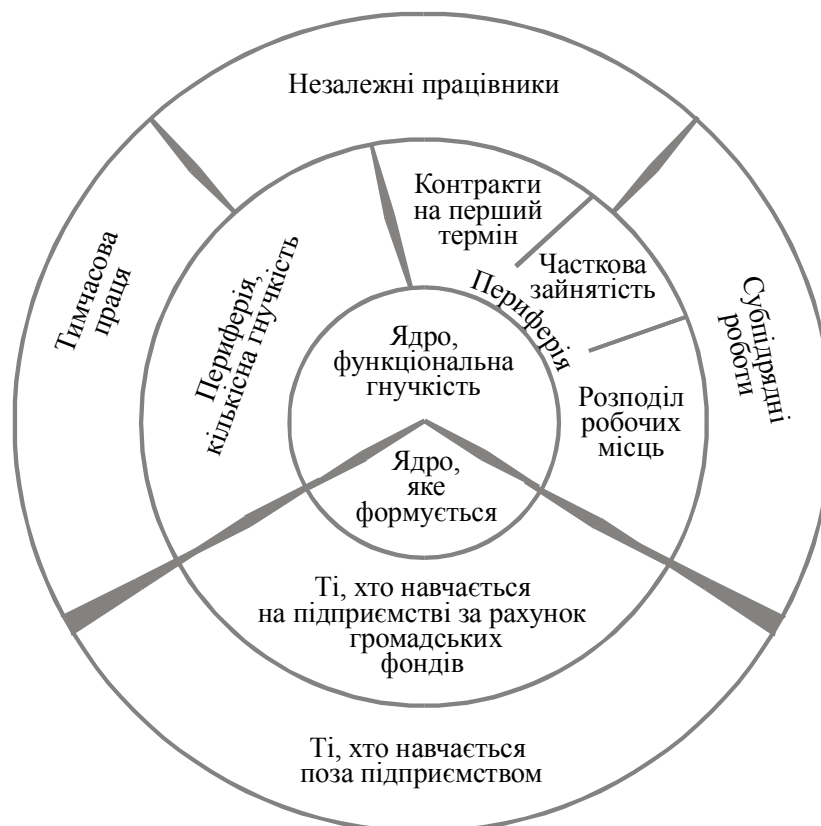 Незалежні працівники
Тимчасова
праця
Периферія,
кількісна гнучкість
Контракти
на перший
термін
Часткова
зайнятість
Периферія
Розподіл
робочих
місць
Субпідрядні
роботи
Ядро,
функціональна
гнучкість
Ядро,
яке
формується
Ті, хто навчається
на підприємстві за рахунок
громадських
фондів
Ті, хто навчається
поза підприємством